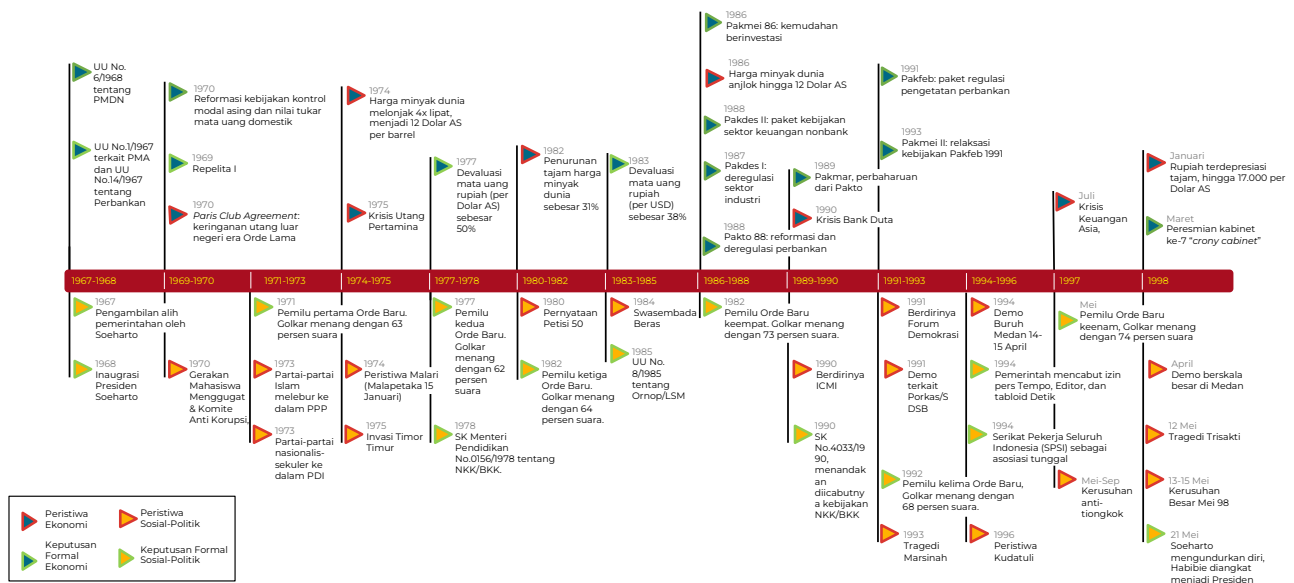 UU No.
6/1968
tentang
PMDN
UU No.1/1967
terkait PMA
dan UU
No.14/1967
tentang
Perbankan
1970
Reformasi kebijakan kontrol
modal asing dan nilai tukar
mata uang domestik
1969
Repelita I
1970
Paris Club Agreement:
keringanan utang luar
negeri era Orde Lama
1974
Harga minyak dunia
melonjak 4x lipat,
menjadi 12 Dolar AS
per barrel
1975
Krisis Utang
Pertamina
1977
Devaluasi
mata uang
rupiah (per
Dolar AS)
sebesar
50%
1982
Penurunan
tajam harga
minyak
dunia
sebesar 31%
1983
Devaluasi
mata uang
rupiah
(per USD)
sebesar 38%
1986
Pakmei 86: kemudahan
berinvestasi
1986
Harga minyak dunia
anjlok hingga 12 Dolar AS
1988
Pakdes II: paket kebijakan
sektor keuangan nonbank
1987
Pakdes I:
deregulasi
sektor
industri
1988
Pakto 88: reformasi dan
deregulasi perbankan
1989
Pakmar, perbaharuan
dari Pakto
1990
Krisis Bank Duta
1991
Pakfeb: paket regulasi
pengetatan perbankan
1993
Pakmei II: relaksasi
kebijakan Pakfeb 1991
Juli
Krisis
Keuangan
Asia,
Januari
Rupiah terdepresiasi
tajam, hingga 17.000 per
Dolar AS
Maret
Peresmian kabinet
ke-7 “crony cabinet”
1967-1968
1969-1970
1971-1973
1974-1975
1977-1978
1980-1982
1983-1985
1986-1988
1989-1990
1991-1993
1994-1996
1997
1998
1967
Pengambilan alih
pemerintahan oleh
Soeharto
1968
Inaugrasi
Presiden
Soeharto
1970
Gerakan
Mahasiswa
Menggugat
& Komite
Anti Korupsi,
1971
Pemilu pertama Orde Baru.
Golkar menang dengan 63
persen suara
1973
Partai-partai
Islam
melebur ke
dalam PPP
1973
Partai-partai
nasionalis-
sekuler ke
dalam PDI
1974
Peristiwa Malari
(Malapetaka 15
Januari)
1975
Invasi Timor
Timur
1977
Pemilu
kedua
Orde Baru.
Golkar
menang
dengan 62
persen
suara
1978
SK Menteri
Pendidikan
No.0156/1978 tentang
NKK/BKK.
1980
Pernyataan
Petisi 50
1982
Pemilu ketiga
Orde Baru.
Golkar menang
dengan 64
persen suara.
1984
Swasembada
Beras
1985
UU No.
8/1985
tentang
Ornop/LSM
1982
Pemilu Orde Baru
keempat. Golkar menang
dengan 73 persen suara.
1990
Berdirinya
ICMI
1990
SK
No.4033/19
90,
menandak
an
diicabutny
a kebijakan
NKK/BKK
1991
Berdirinya
Forum
Demokrasi
1991
Demo
terkait
Porkas/S
DSB
1992
Pemilu kelima Orde Baru,
Golkar menang dengan
68 persen suara.
1993
Tragedi
Marsinah
1994
Demo
Buruh
Medan 14-
15 April
1994
Pemerintah mencabut izin
pers Tempo, Editor, dan
tabloid Detik
1994
Serikat Pekerja Seluruh
Indonesia (SPSI) sebagai
asosiasi tunggal
1996
Peristiwa
Kudatuli
Mei
Pemilu Orde Baru
keenam, Golkar menang
dengan 74 persen suara
Mei-Sep
Kerusuhan
anti-
tiongkok
April
Demo berskala
besar di Medan
12 Mei
Tragedi Trisakti
13-15 Mei
Kerusuhan
Besar Mei 98
21 Mei
Soeharto
mengundurkan diri,
Habibie diangkat
menjadi Presiden
Peristiwa
Ekonomi
Peristiwa
Sosial-Politik
Keputusan
Formal
Ekonomi
Keputusan Formal
Sosial-Politik